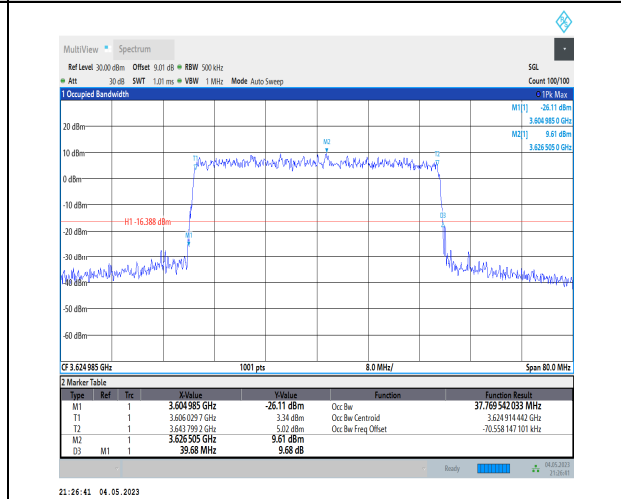 MultiView Spectrum
Ref Level 30.00 dBm Offset 9.01 dB RBW 500 kHz SGL
Att 30 dB SWT 1.01 ms VBW 1 MHz Mode Auto Sweep Count 100/100
1 Occupied Bandwidth 1Pk Max
M1[1] -26.11 dBm
3.604 985 0 GHz
M2[1] 9.61 dBm
3.626 505 0 GHz
20 dBm
M2
10 dBm
T1 T2
0 dBm
-10 dBm
H1 -16.388 dBm
D3
-20 dBm
M1
-30 dBm
-40 dBm
-50 dBm
-60 dBm
CF 3.624 985 GHz 1001 pts 8.0 MHz/ Span 80.0 MHz
2 Marker Table
Type Ref Trc X-Value Y-Value Function Function Result
M1 1 3.604 985 GHz -26.11 dBm Occ Bw 37.769 542 033 MHz
T1 1 3.606 029 7 GHz 3.34 dBm Occ Bw Centroid 3.624 914 442 GHz
T2 1 3.643 799 2 GHz 5.02 dBm Occ Bw Freq Offset -70.558 147 101 kHz
M2 1 3.626 505 GHz 9.61 dBm
D3 M1 1 39.68 MHz 9.68 dB
Ready 04.05.2023
21:26:41
21:26:41 04.05.2023